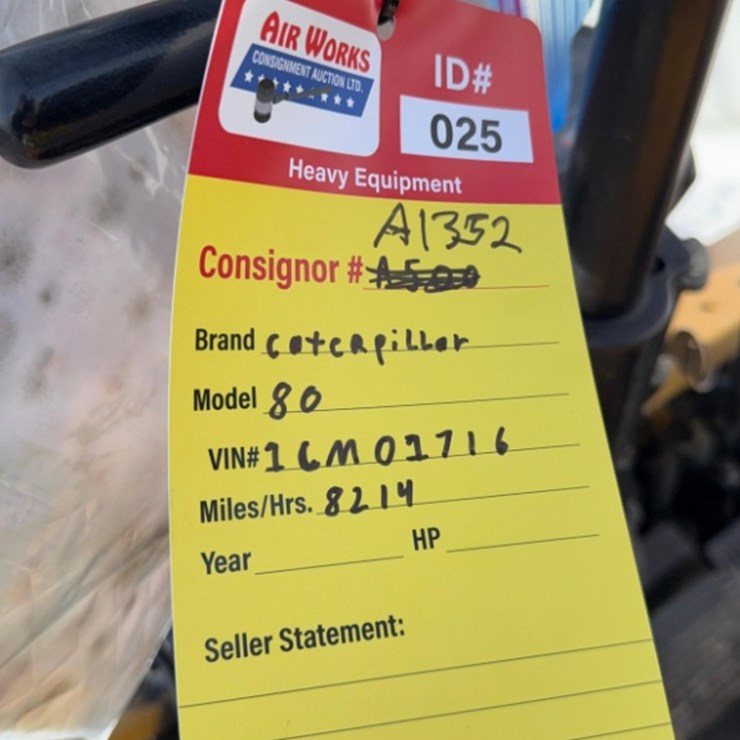 AIR WORKS
CONSIGNMENT AUCTION LTD.
ID#
025
Heavy Equipment
A1352
Consignor # A500
Brand Caterpillar
Model 80
VIN# 16M01716
Miles/Hrs. 8214
Year HP
Seller Statement: